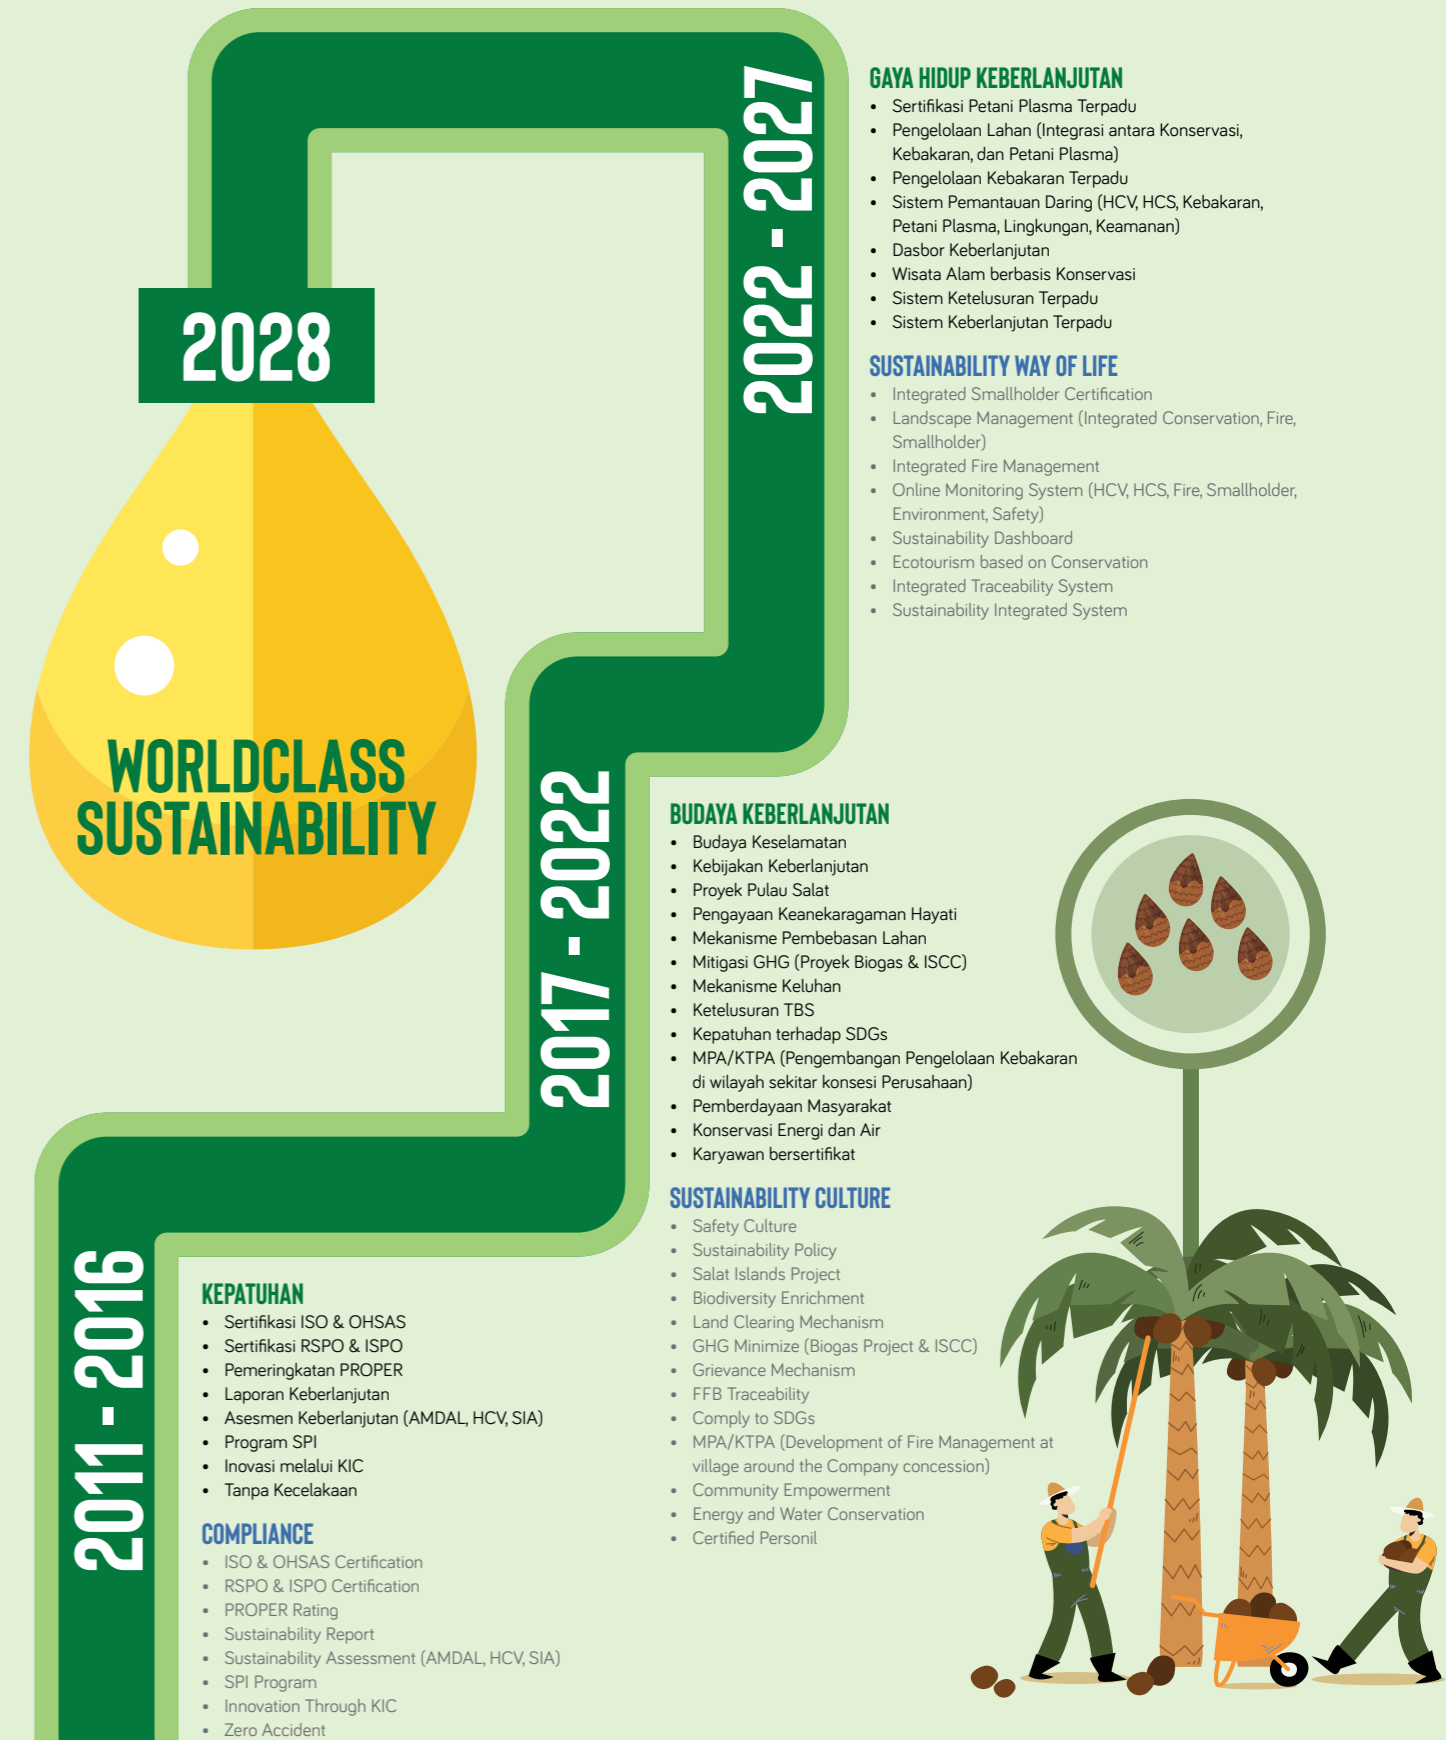 2022 - 2027
GAYA HIDUP KEBERLANJUTAN
• Sertifikasi Petani Plasma Terpadu
• Pengelolaan Lahan (Integrasi antara Konservasi,
Kebakaran, dan Petani Plasma)
• Pengelolaan Kebakaran Terpadu
• Sistem Pemantauan Daring (HCV, HCS, Kebakaran,
Petani Plasma, Lingkungan, Keamanan)
• Dasbor Keberlanjutan
• Wisata Alam berbasis Konservasi
• Sistem Ketelusuran Terpadu
• Sistem Keberlanjutan Terpadu
SUSTAINABILITY WAY OF LIFE
• Integrated Smallholder Certification
• Landscape Management (Integrated Conservation, Fire,
Smallholder)
• Integrated Fire Management
• Online Monitoring System (HCV, HCS, Fire, Smallholder,
Environment, Safety)
• Sustainability Dashboard
• Ecotourism based on Conservation
• Integrated Traceability System
• Sustainability Integrated System
2028
WORLDCLASS
SUSTAINABILITY
2017 - 2022
BUDAYA KEBERLANJUTAN
• Budaya Keselamatan
• Kebijakan Keberlanjutan
• Proyek Pulau Salat
• Pengayaan Keanekaragaman Hayati
• Mekanisme Pembebasan Lahan
• Mitigasi GHG (Proyek Biogas & ISCC)
• Mekanisme Keluhan
• Ketelusuran TBS
• Kepatuhan terhadap SDGs
• MPA/KTPA (Pengembangan Pengelolaan Kebakaran
di wilayah sekitar konsesi Perusahaan)
• Pemberdayaan Masyarakat
• Konservasi Energi dan Air
• Karyawan bersertifikat
SUSTAINABILITY CULTURE
• Safety Culture
• Sustainability Policy
• Salat Islands Project
• Biodiversity Enrichment
• Land Clearing Mechanism
• GHG Minimize (Biogas Project & ISCC)
• Grievance Mechanism
• FFB Traceability
• Comply to SDGs
• MPA/KTPA (Development of Fire Management at
village around the Company concession)
• Community Empowerment
• Energy and Water Conservation
• Certified Personil
2011 - 2016
KEPATUHAN
• Sertifikasi ISO & OHSAS
• Sertifikasi RSPO & ISPO
• Pemeringkatan PROPER
• Laporan Keberlanjutan
• Asesmen Keberlanjutan (AMDAL, HCV, SIA)
• Program SPI
• Inovasi melalui KIC
• Tanpa Kecelakaan
COMPLIANCE
• ISO & OHSAS Certification
• RSPO & ISPO Certification
• PROPER Rating
• Sustainability Report
• Sustainability Assessment (AMDAL, HCV, SIA)
• SPI Program
• Innovation Through KIC
• Zero Accident